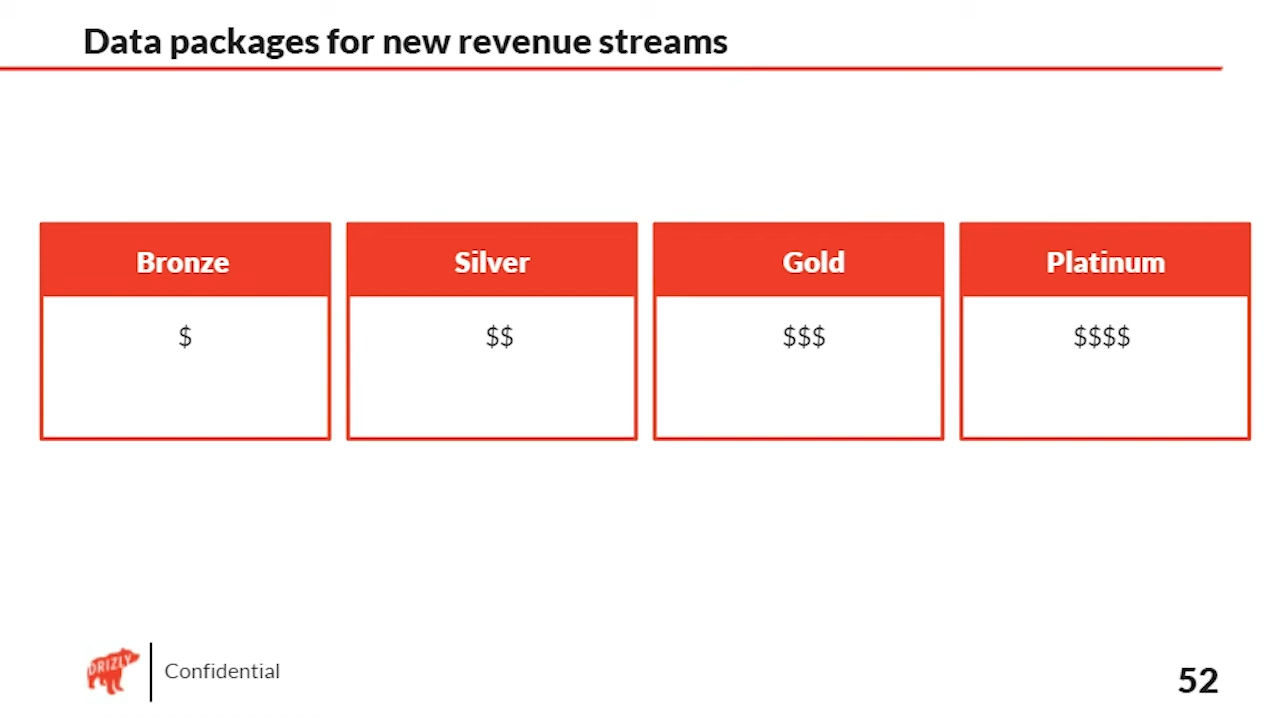 Data packages for new revenue streams
Bronze
Silver
Gold
Platinum
$
$$
$$$
$$$$
DRIZLY
Confidential
52